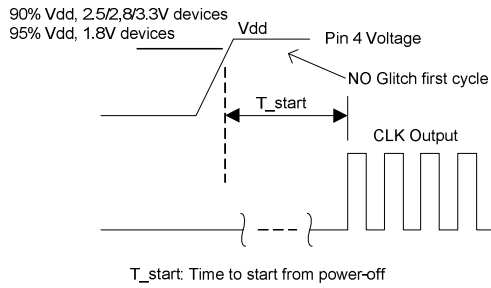 90% Vdd, 2.5/2,8/3.3V devices
95% Vdd, 1.8V devices
Vdd
Pin 4 Voltage
NO Glitch first cycle
T_start
CLK Output
T_start: Time to start from power-off